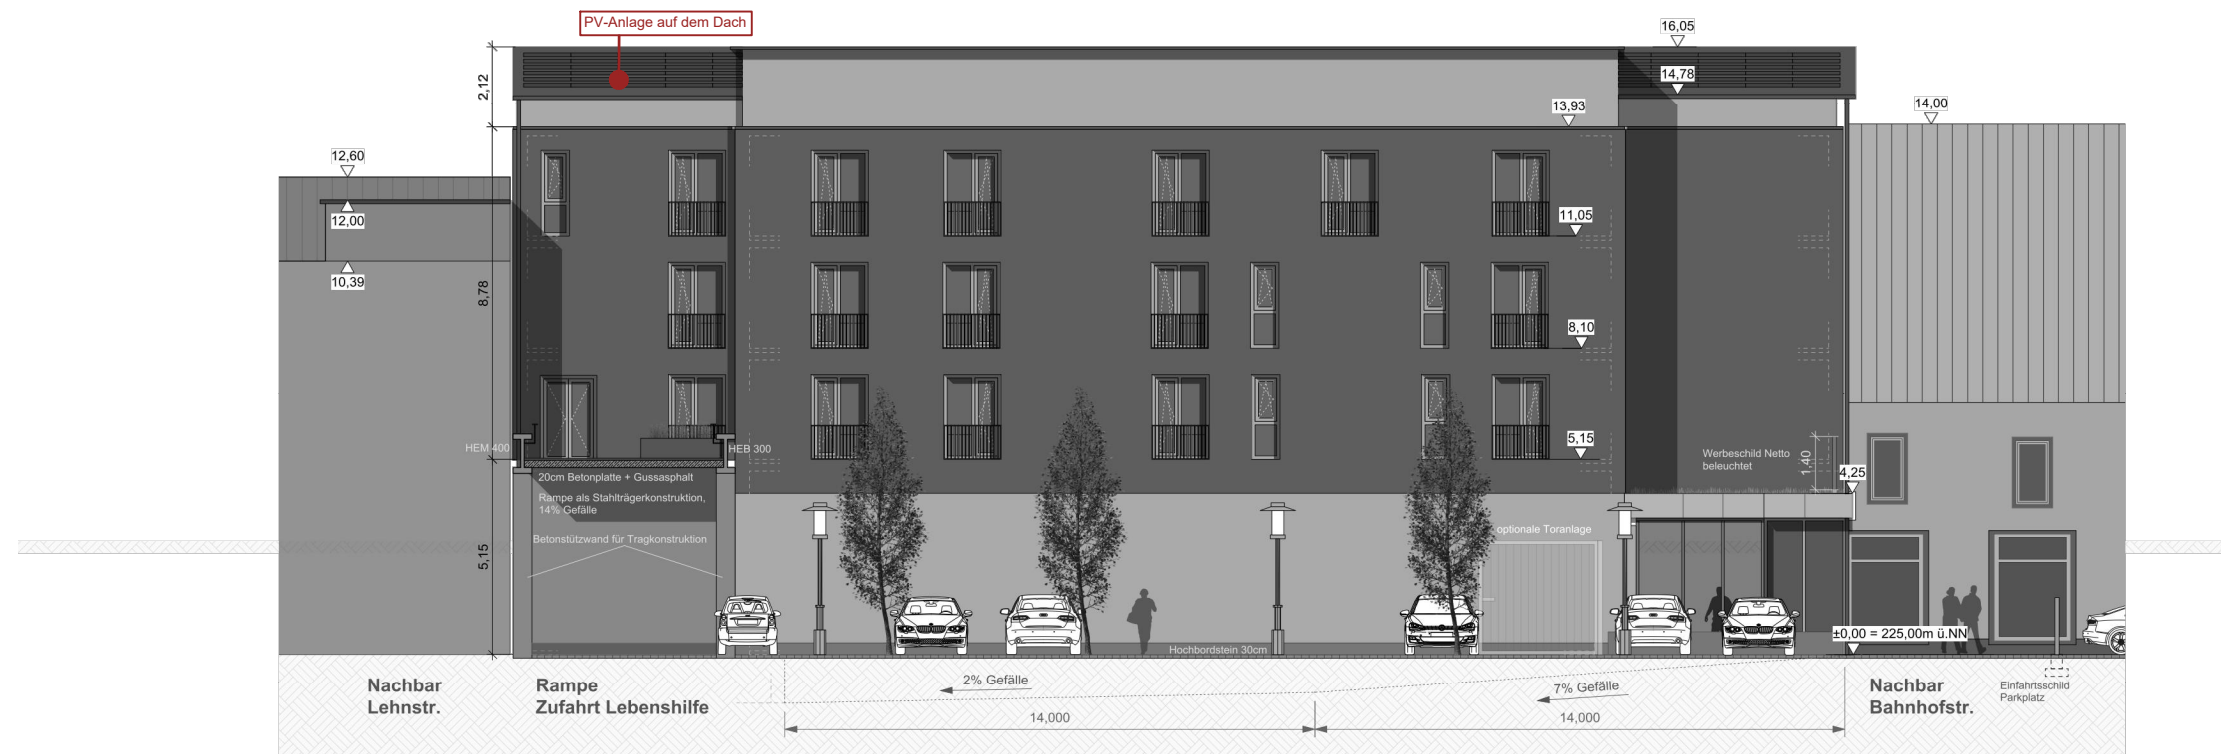 PV-Anlage auf dem Dach
16,05
2,12
14,78
13,93
14,00
12,60
12,00
11,05
10,39
8,78
8,10
5,15
HEM 400
HEB 300
Werbeschild Netto
beleuchtet
1,40
4,25
20cm Betonplatte + Gussasphalt
Rampe als Stahlträgerkonstruktion,
14% Gefälle
optionale Toranlage
Betonstützwand für Tragkonstruktion
5,15
±0,00 = 225,00m ü.NN
Hochbordstein 30cm
Nachbar
Lehnstr.
Rampe
Zufahrt Lebenshilfe
2% Gefälle
7% Gefälle
Nachbar
Bahnhofstr.
Einfahrtsschild
Parkplatz
14,000
14,000